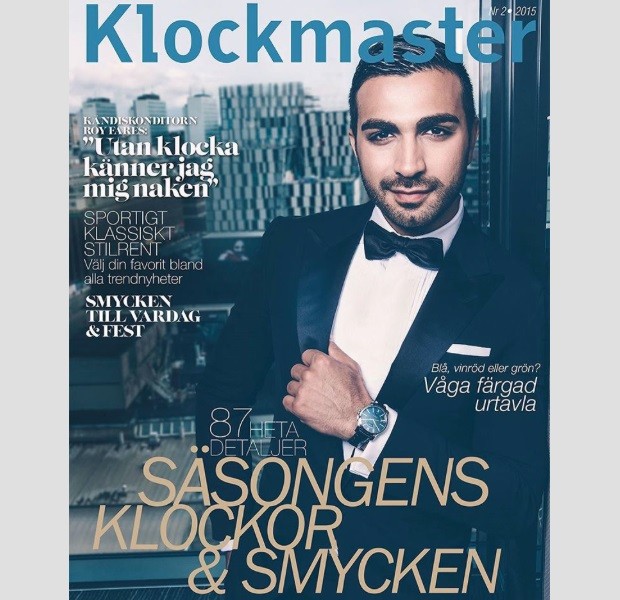 Klockmaster
Nr 2 • 2015
KÄNDISKONDITORN
ROY FARES:
"Utan klocka
känner jag
mig naken"
SPORTIGT
KLASSISKT
STILRENT
Välj din favorit bland
alla trendnyheter
SMYCKEN
TILL VARDAG
& FEST
Blå, vinröd eller grön?
Våga färgad
urtavla
87 HETA
DETALJER
SÄSONGENS
KLOCKOR
& SMYCKEN